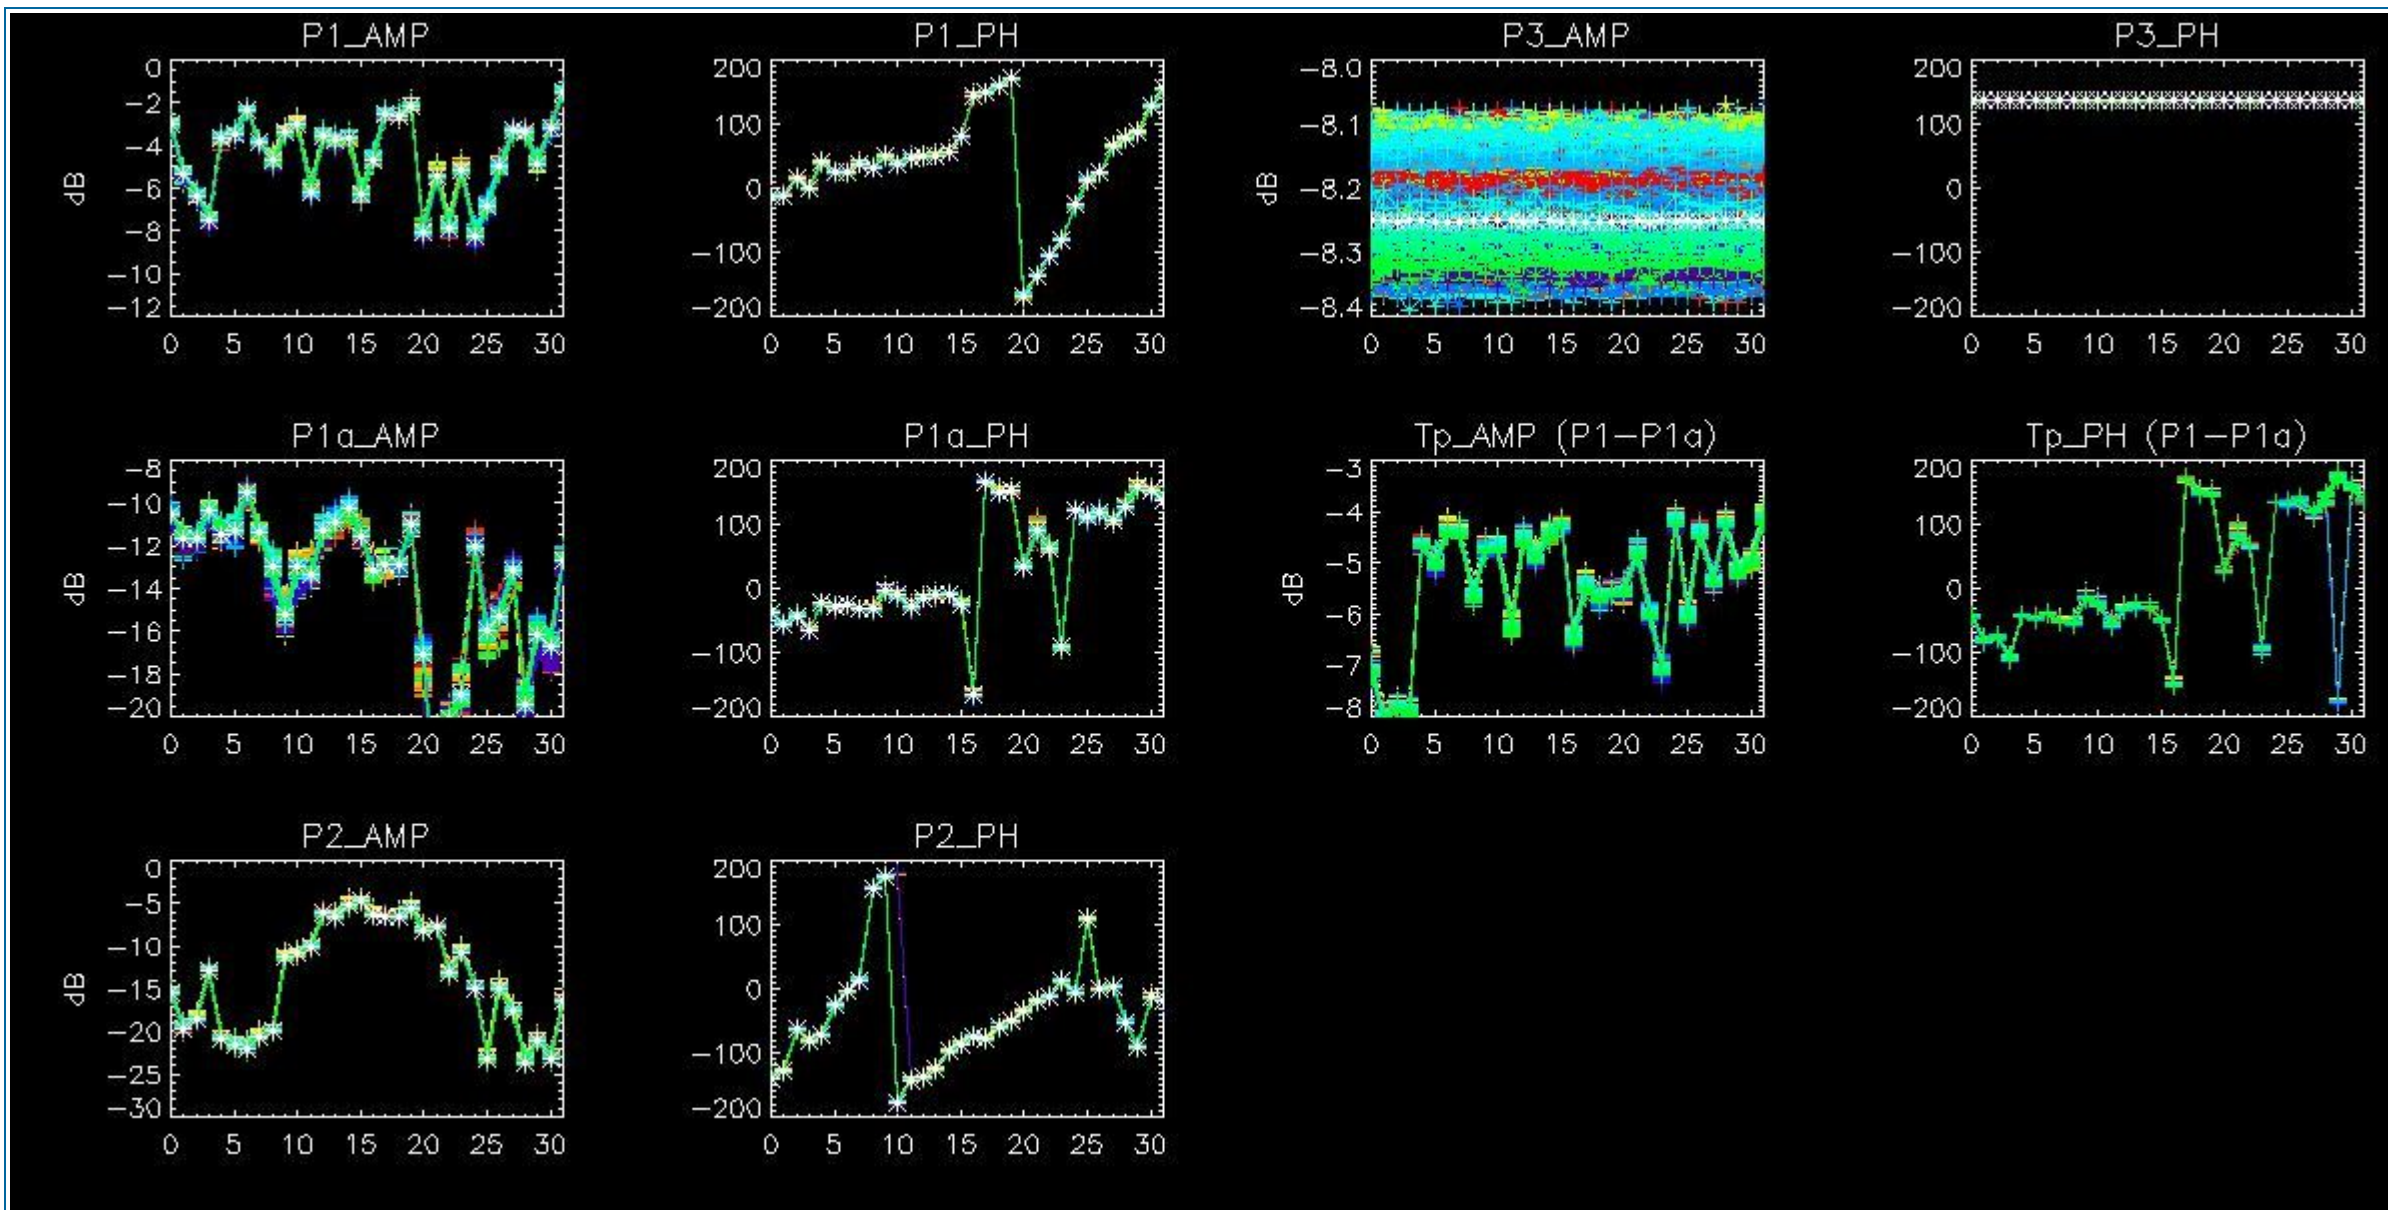 P1_AMP
P1_PH
P3_AMP
P3_PH
0
−2
−4
−6
−8
−10
−12
dB
0 5 10 15 20 25 30
200
100
0
−100
−200
0 5 10 15 20 25 30
−8.0
−8.1
−8.2
−8.3
−8.4
dB
0 5 10 15 20 25 30
200
100
0
−100
−200
0 5 10 15 20 25 30
P1a_AMP
P1a_PH
Tp_AMP (P1−P1a)
Tp_PH (P1−P1a)
−8
−10
−12
−14
−16
−18
−20
dB
0 5 10 15 20 25 30
200
100
0
−100
−200
0 5 10 15 20 25 30
−3
−4
−5
−6
−7
−8
dB
0 5 10 15 20 25 30
200
100
0
−100
−200
0 5 10 15 20 25 30
P2_AMP
P2_PH
0
−5
−10
−15
−20
−25
−30
dB
0 5 10 15 20 25 30
200
100
0
−100
−200
0 5 10 15 20 25 30